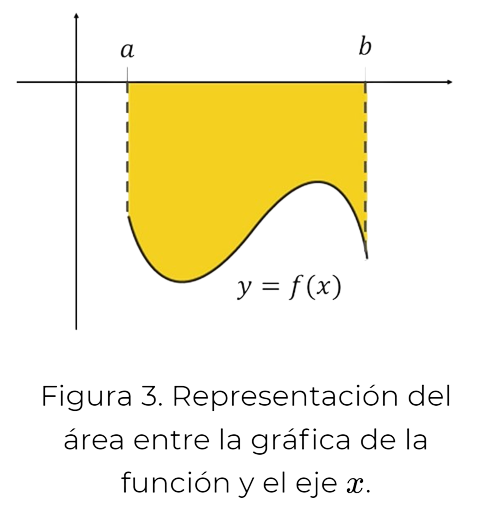 a
b
y = f(x)
Figura 3. Representación del
área entre la gráfica de la
función y el eje x.